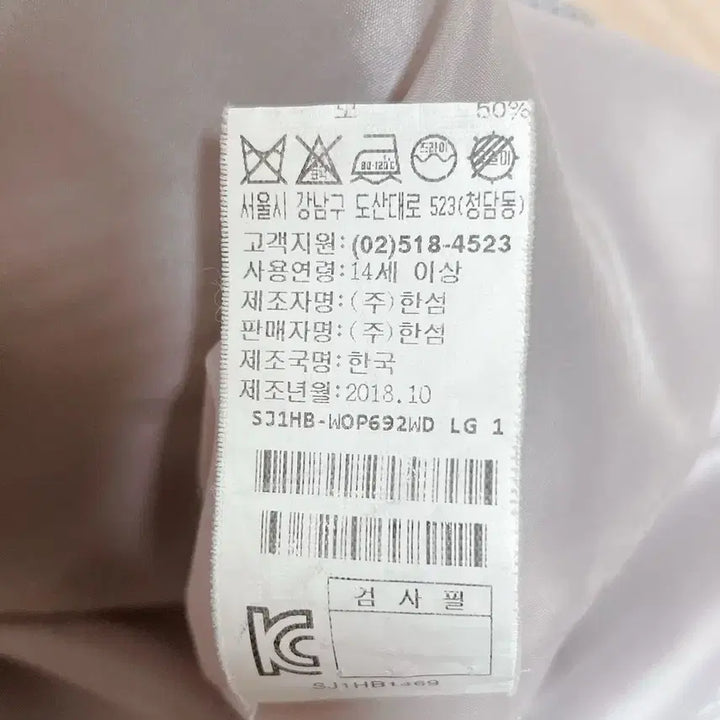 모 50%
80~120℃ 드라이
서울시 강남구 도산대로 523(청담동)
고객지원:(02)518-4523
사용연령:14세 이상
제조자명:(주)한섬
판매자명:(주)한섬
제조국명:한국
제조년월:2018.10
SJ1HB-WOP692WD LG 1
검 사 필
SJ1HB1369